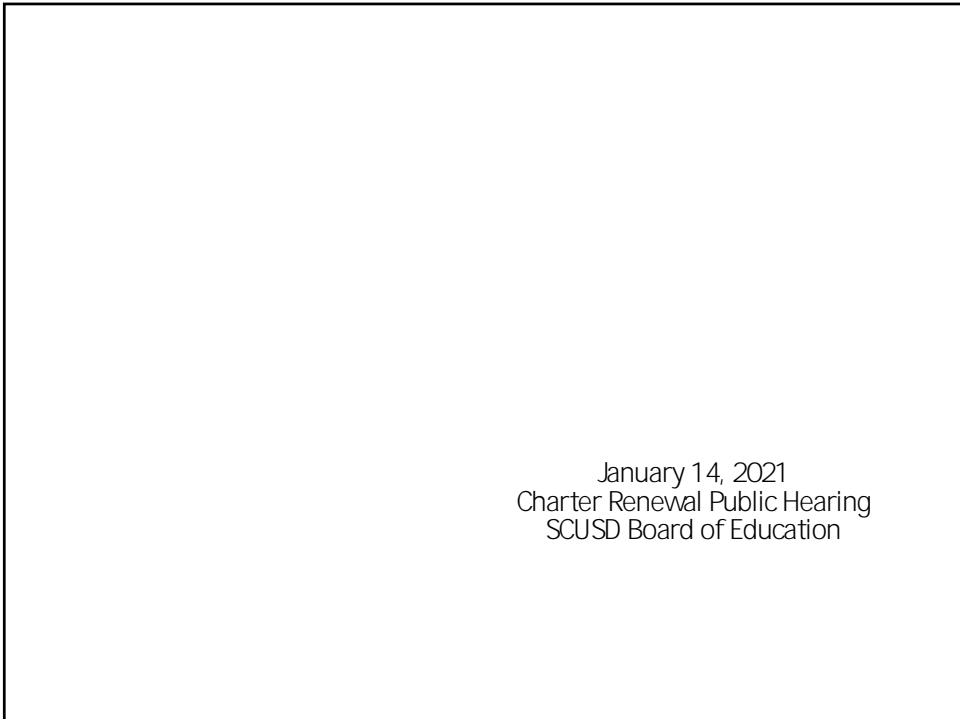 January 14, 2021
Charter Renewal Public Hearing
SCUSD Board of Education